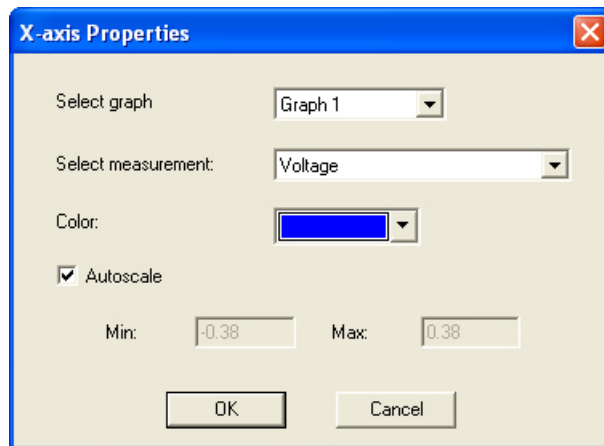 X-axis Properties
Select graph Graph 1
Select measurement: Voltage
Color:
Autoscale
Min: -0.38 Max: 0.38
OK Cancel